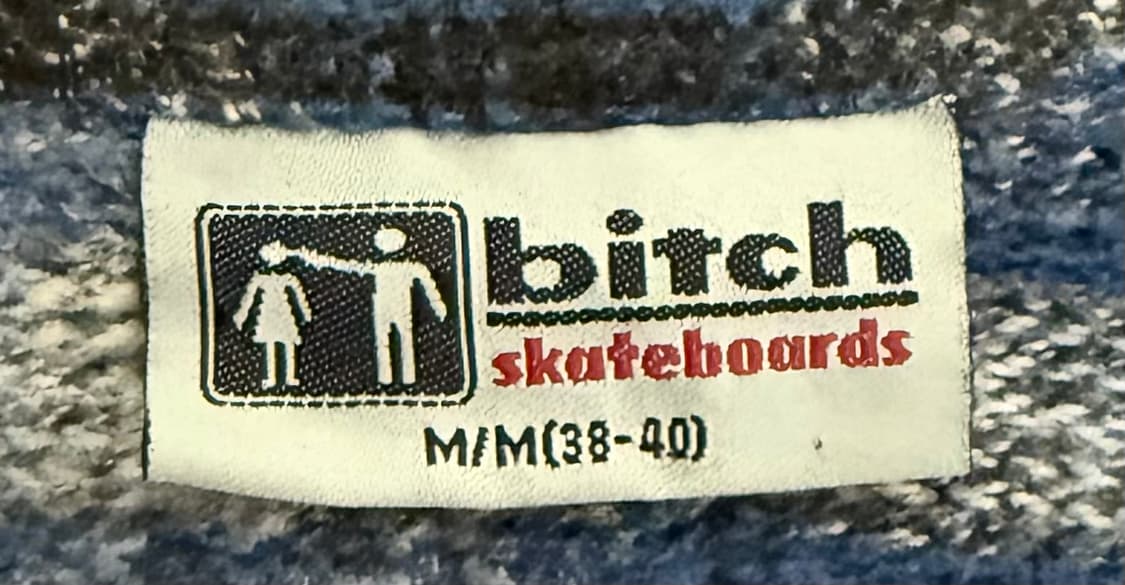 bitch
skateboards
M/M(38-40)